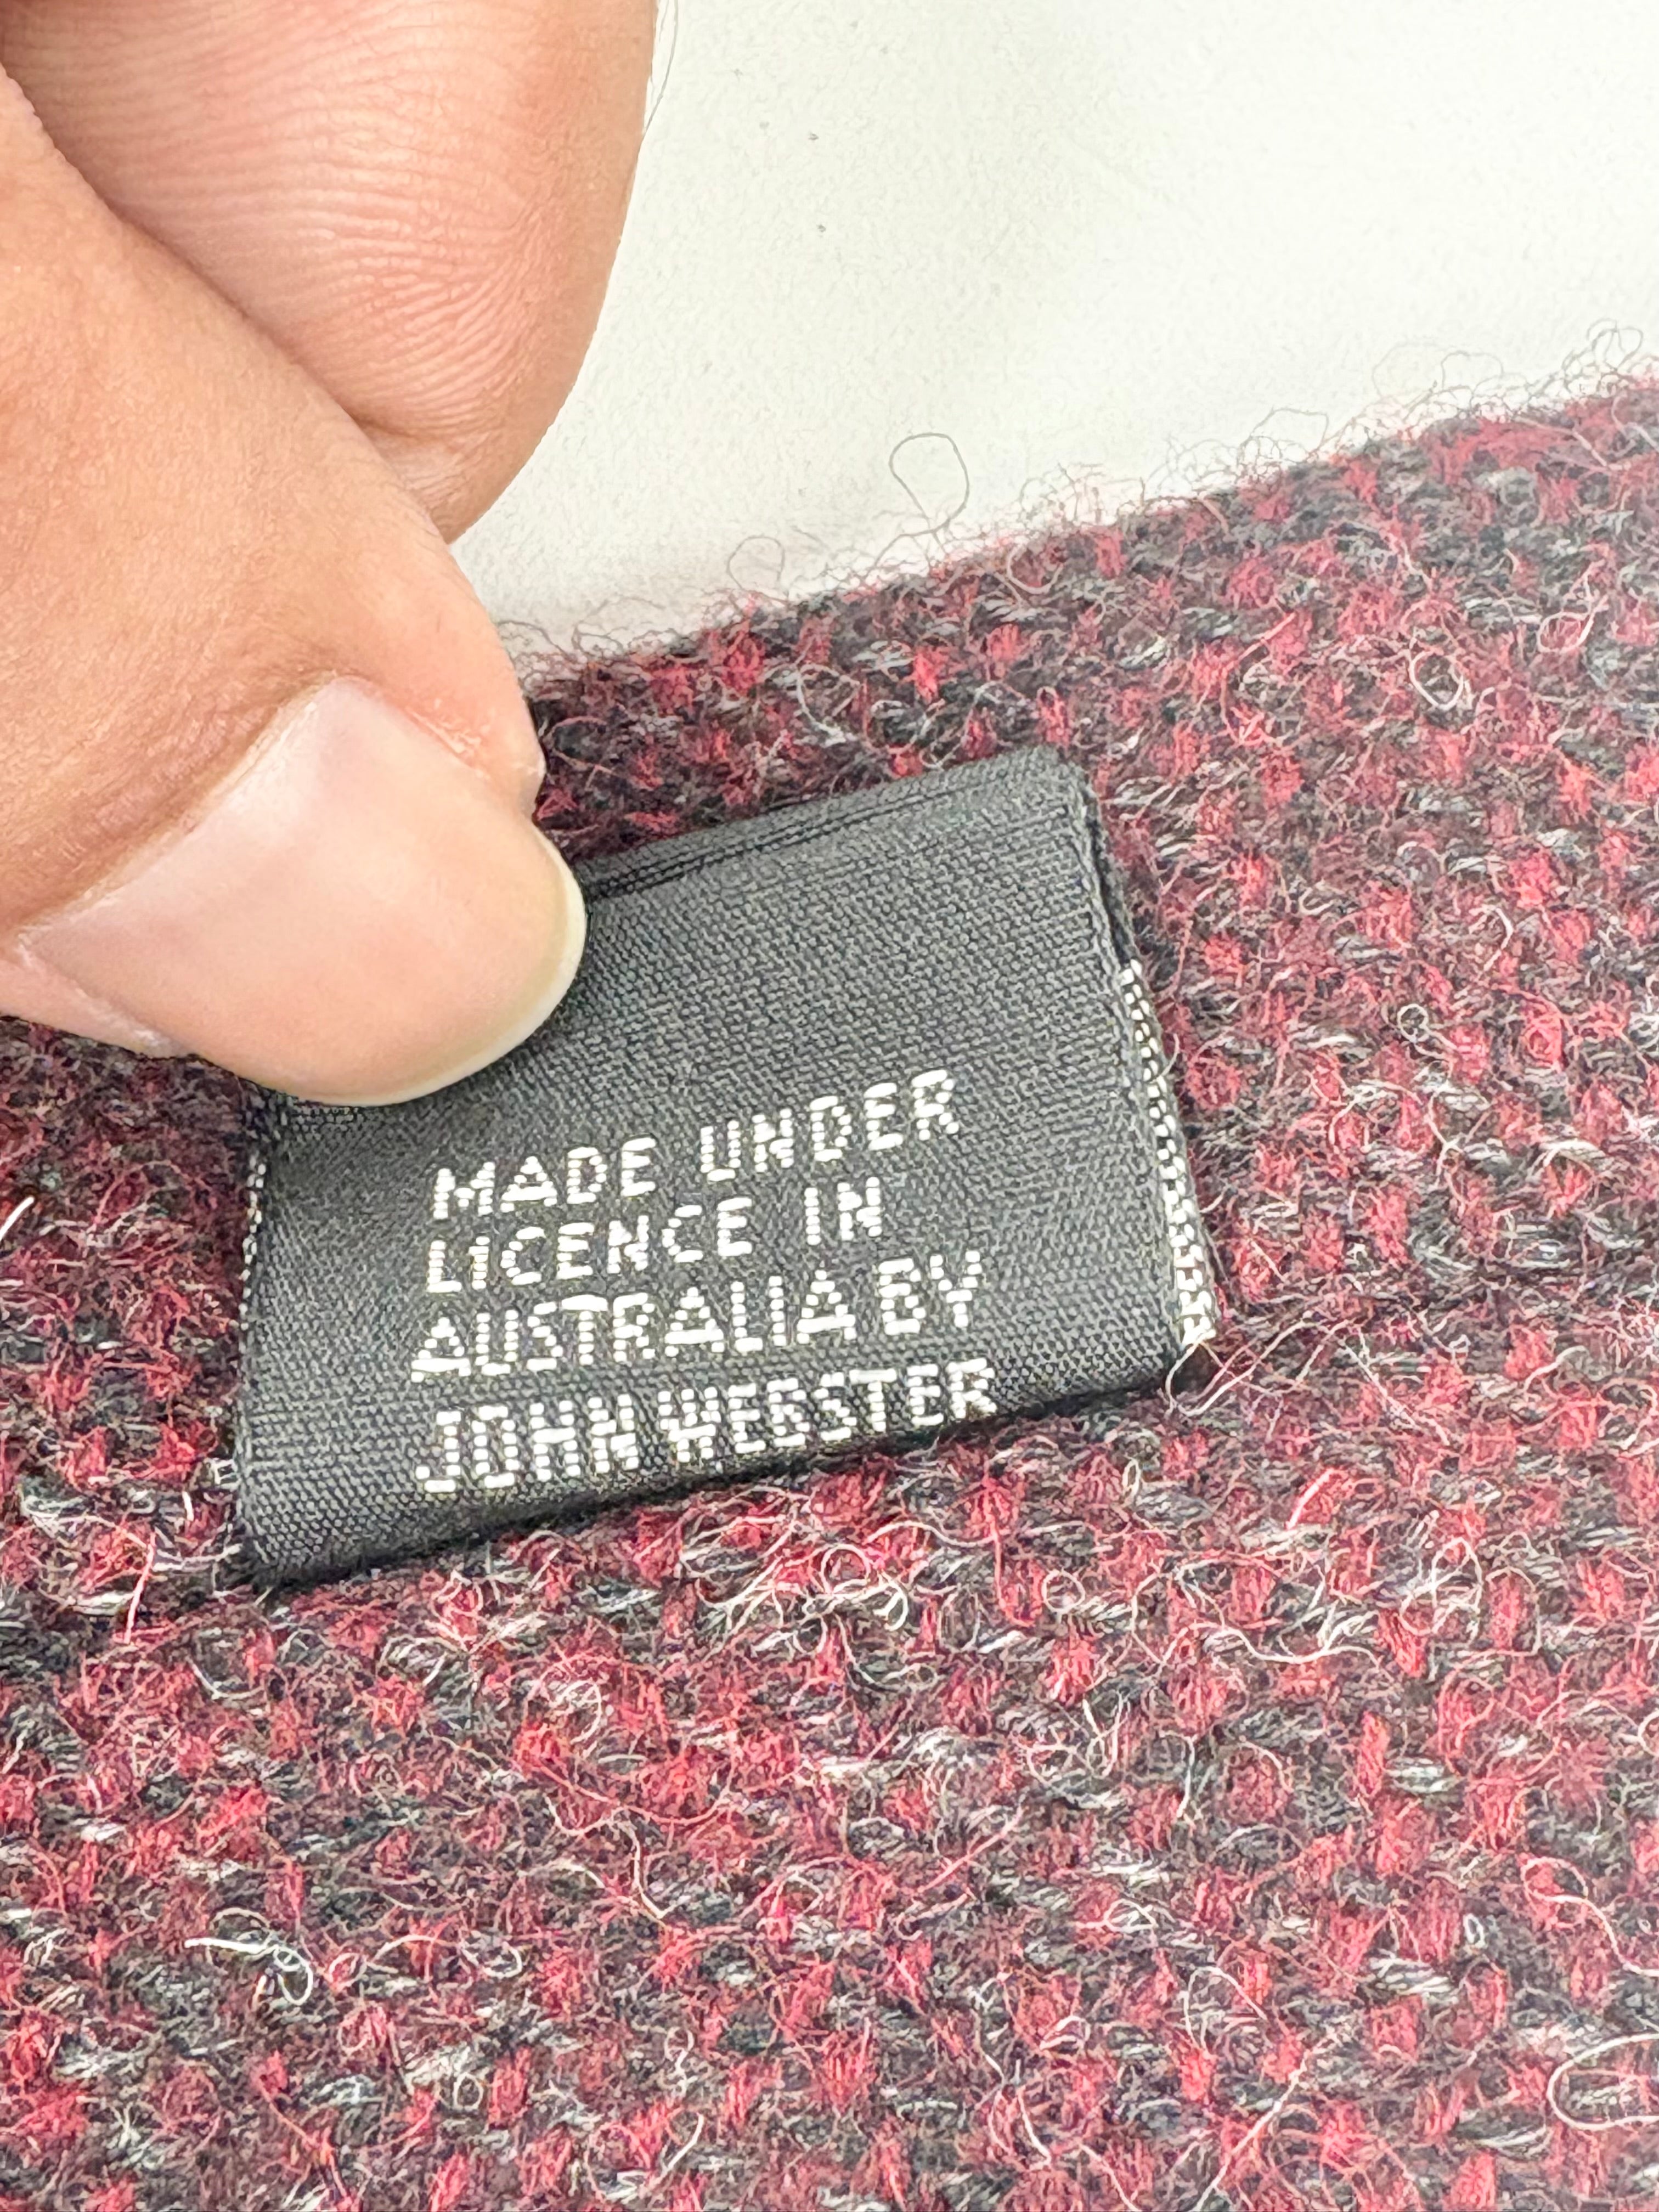 MADE UNDER
LICENCE IN
AUSTRALIA BY
JOHN WEBSTER